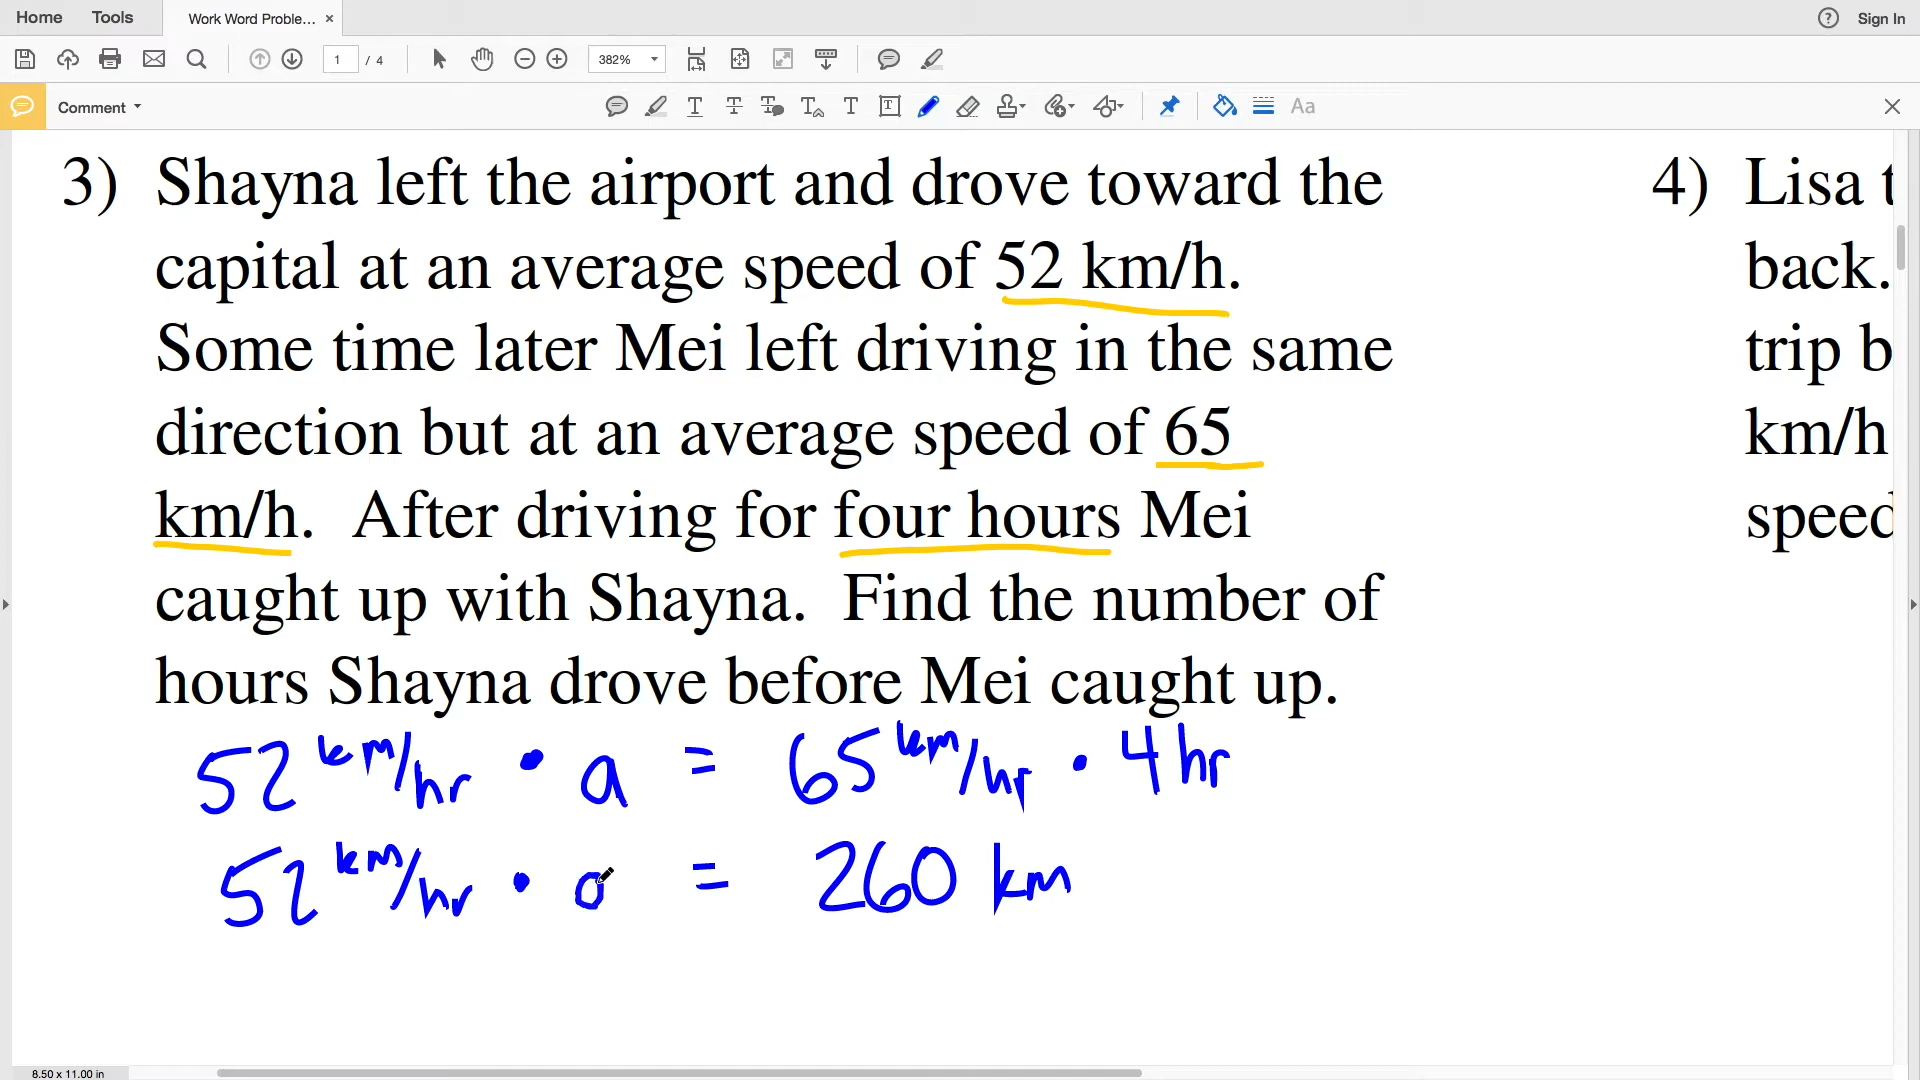 Home Tools Work Word Proble... × ? Sign In
1 / 4 382%
Comment Aa
3) Shayna left the airport and drove toward the
capital at an average speed of 52 km/h.
Some time later Mei left driving in the same
direction but at an average speed of 65
km/h. After driving for four hours Mei
caught up with Shayna. Find the number of
hours Shayna drove before Mei caught up.
52 km/hr • a = 65 km/hr • 4 hr
52 km/hr • o = 260 km
4) Lisa t
back.
trip b
km/h
speed
8.50 x 11.00 in